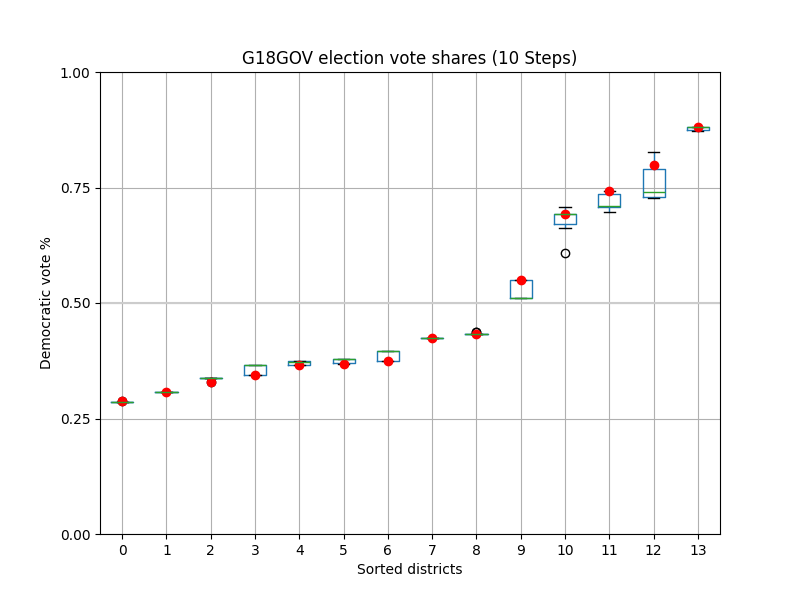 G18GOV election vote shares (10 Steps)
1.00
0.75
0.50
0.25
0.00
Democratic vote %
0 1 2 3 4 5 6 7 8 9 10 11 12 13
Sorted districts